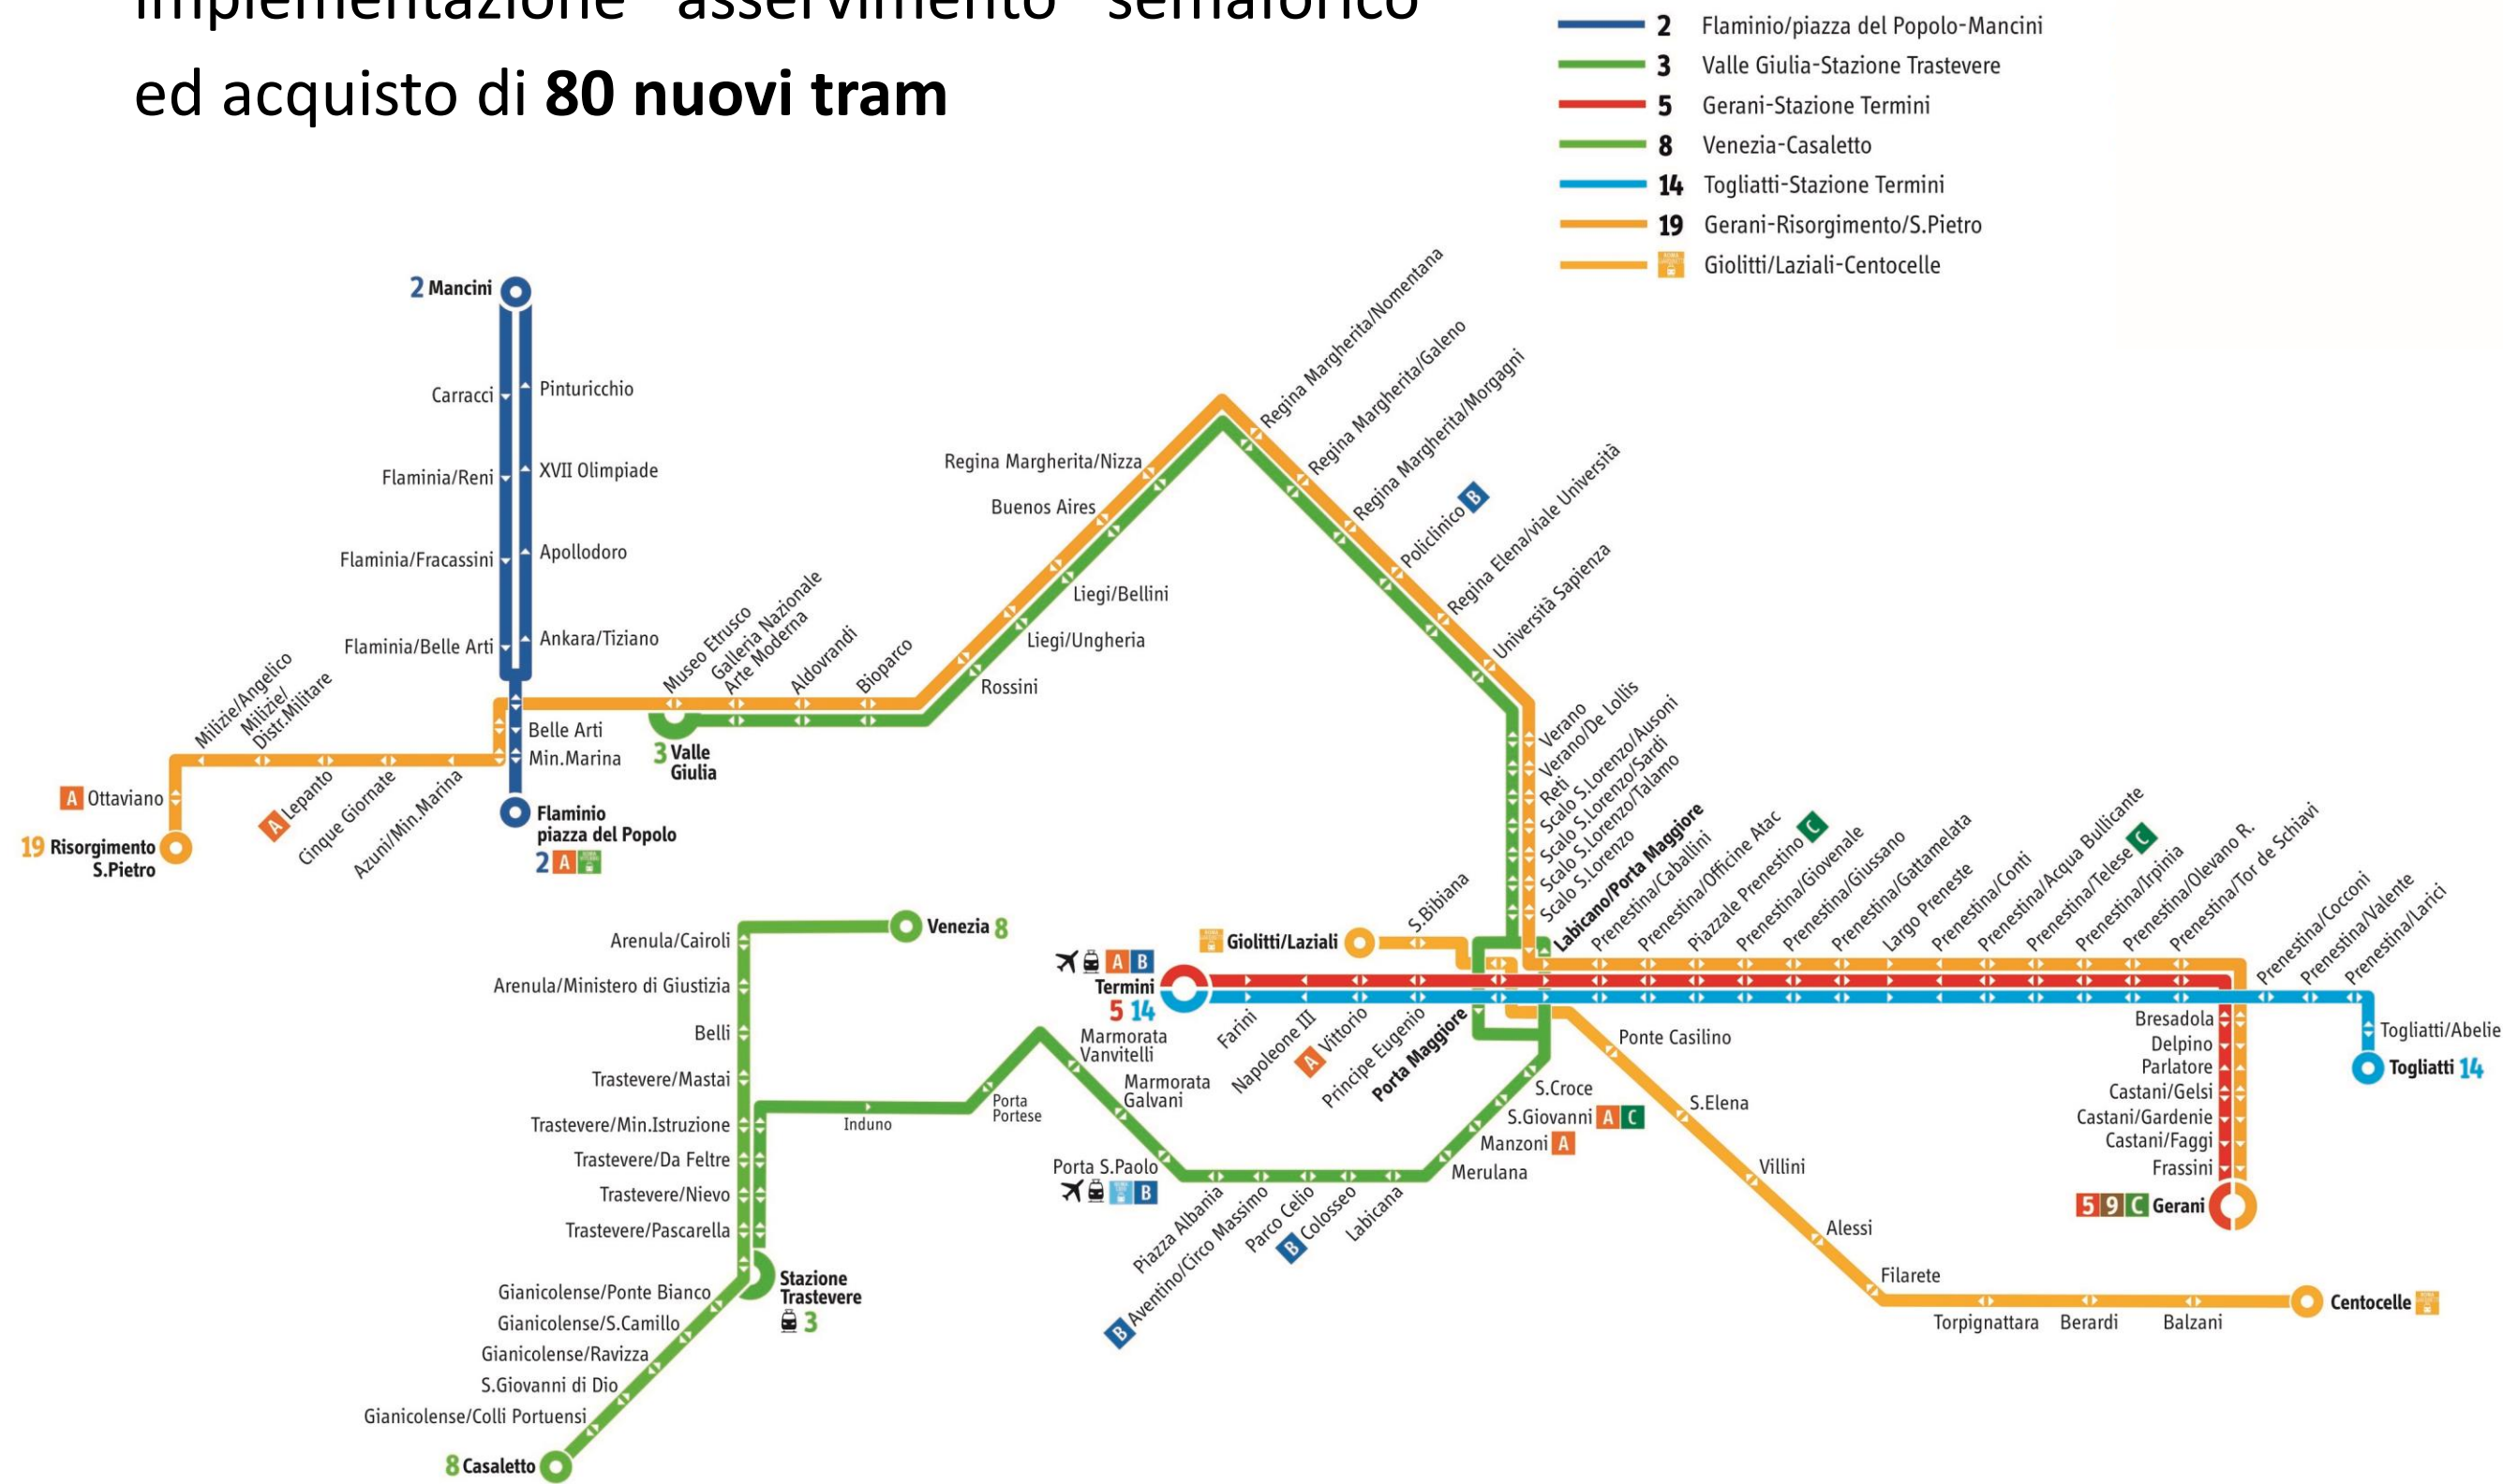 implementazione asservimento semaforico
ed acquisto di 80 nuovi tram
2 Flaminio/piazza del Popolo-Mancini
3 Valle Giulia-Stazione Trastevere
5 Gerani-Stazione Termini
8 Venezia-Casaletto
14 Togliatti-Stazione Termini
19 Gerani-Risorgimento/S.Pietro
Giolitti/Laziali-Centocelle
2 Mancini
Carracci
Pinturicchio
Flaminia/Reni
XVII Olimpiade
Flaminia/Fracassini
Apollodoro
Flaminia/Belle Arti
Ankara/Tiziano
Belle Arti
Min.Marina
Flaminio
piazza del Popolo
2 A
Milizie/Angelico
Milizie/
Distr.Militare
A Lepanto
Cinque Giornate
Azuni/Min.Marina
A Ottaviano
19 Risorgimento
S.Pietro
Museo Etrusco
Galleria Nazionale
Arte Moderna
Aldovrandi
Bioparco
3 Valle
Giulia
Rossini
Liegi/Ungheria
Liegi/Bellini
Buenos Aires
Regina Margherita/Nizza
Regina Margherita/Nomentana
Regina Margherita/Galeno
Regina Margherita/Morgagni
Policlinico B
Regina Elena/viale Università
Università Sapienza
Verano
Verano/De Lollis
Reti
Scalo S.Lorenzo/Ausoni
Scalo S.Lorenzo/Sardi
Scalo S.Lorenzo/Talamo
Scalo S.Lorenzo
Labicano/Porta Maggiore
Prenestina/Caballini
Prenestina/Officine Atac
Piazzale Prenestino C
Prenestina/Giovenale
Prenestina/Giussano
Prenestina/Gattamelata
Largo Preneste
Prenestina/Conti
Prenestina/Acqua Bullicante
Prenestina/Telese C
Prenestina/Irpinia
Prenestina/Olevano R.
Prenestina/Tor de Schiavi
Prenestina/Cocconi
Prenestina/Valente
Prenestina/Larici
Togliatti/Abelie
Togliatti 14
Bresadola
Delpino
Parlatore
Castani/Gelsi
Castani/Gardenie
Castani/Faggi
Frassini
5 9 C Gerani
Giolitti/Laziali
S.Bibiana
A B
Termini
5 14
Farini
Napoleone III
A Vittorio
Principe Eugenio
Porta Maggiore
Ponte Casilino
S.Elena
Villini
Alessi
Filarete
Torpignattara
Berardi
Balzani
Centocelle
S.Croce
S.Giovanni A C
Manzoni A
Merulana
Labicana
B Colosseo
Parco Celio
B Aventino/Circo Massimo
Piazza Albania
Porta S.Paolo
B
Marmorata
Galvani
Marmorata
Vanvitelli
Porta
Portese
Induno
Venezia 8
Arenula/Cairoli
Arenula/Ministero di Giustizia
Belli
Trastevere/Mastai
Trastevere/Min.Istruzione
Trastevere/Da Feltre
Trastevere/Nievo
Trastevere/Pascarella
Stazione
Trastevere
3
Gianicolense/Ponte Bianco
Gianicolense/S.Camillo
Gianicolense/Ravizza
S.Giovanni di Dio
Gianicolense/Colli Portuensi
8 Casaletto